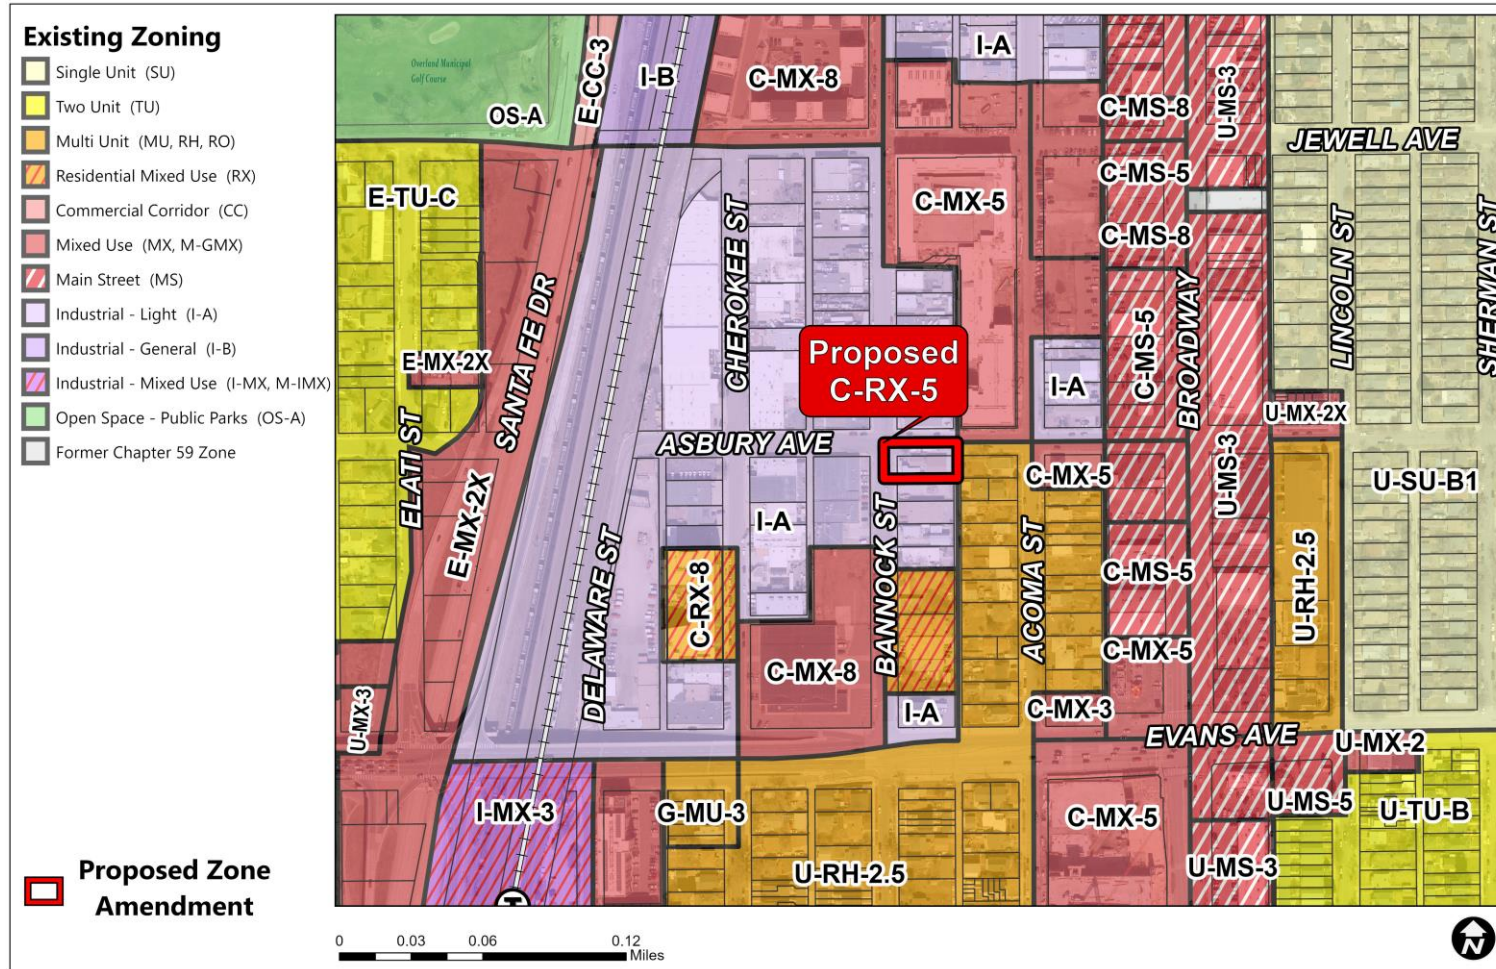 Existing Zoning
Single Unit (SU)
Two Unit (TU)
Multi Unit (MU, RH, RO)
Residential Mixed Use (RX)
Commercial Corridor (CC)
Mixed Use (MX, M-GMX)
Main Street (MS)
Industrial - Light (I-A)
Industrial - General (I-B)
Industrial - Mixed Use (I-MX, M-IMX)
Open Space - Public Parks (OS-A)
Former Chapter 59 Zone
Proposed Zone
Amendment
Overland Municipal
Golf Course
OS-A
E-CC-3
I-B
C-MX-8
I-A
C-MS-8
U-MS-3
JEWELL AVE
E-TU-C
CHEROKEE ST
C-MX-5
C-MS-5
C-MS-8
LINCOLN ST
SHERMAN ST
SANTA FE DR
E-MX-2X
Proposed
C-RX-5
I-A
C-MS-5
BROADWAY
U-MX-2X
ELATI ST
ASBURY AVE
C-MX-5
U-MS-3
U-SU-B1
E-MX-2X
I-A
BANNOCK ST
ACOMA ST
C-MS-5
U-RH-2.5
DELAWARE ST
C-RX-8
C-MX-8
C-MX-5
U-MX-3
I-A
C-MX-3
EVANS AVE
U-MX-2
I-MX-3
G-MU-3
C-MX-5
U-MS-5
U-TU-B
U-RH-2.5
U-MS-3
0 0.03 0.06 0.12
Miles
N